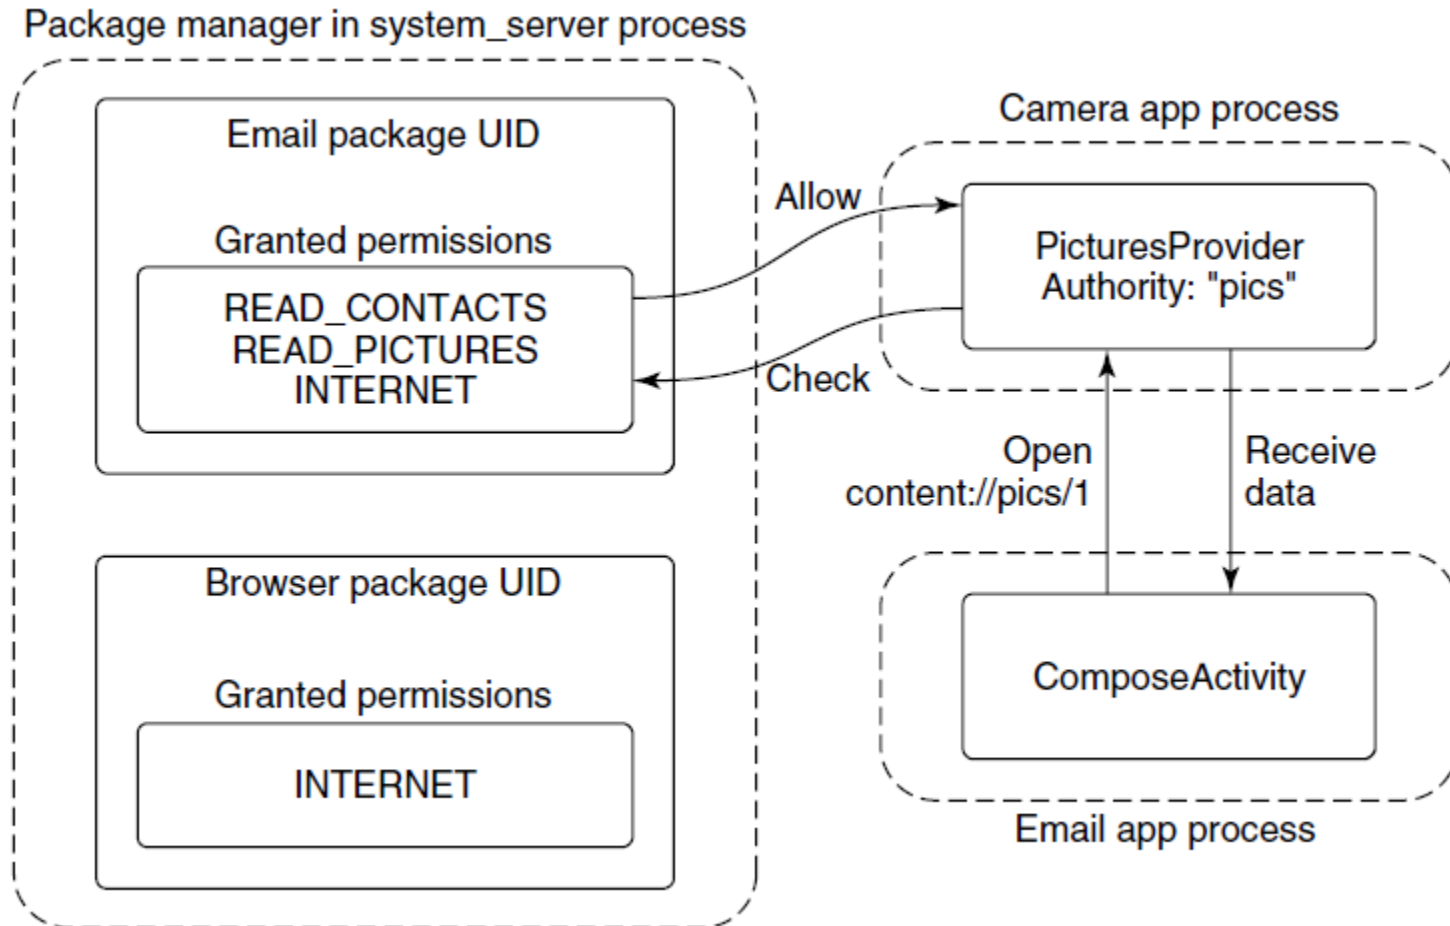 Package manager in system_server process
Email package UID
Granted permissions
READ_CONTACTS
READ_PICTURES
INTERNET
Browser package UID
Granted permissions
INTERNET
Allow
Check
Camera app process
PicturesProvider
Authority: "pics"
Open
content://pics/1
Receive
data
ComposeActivity
Email app process